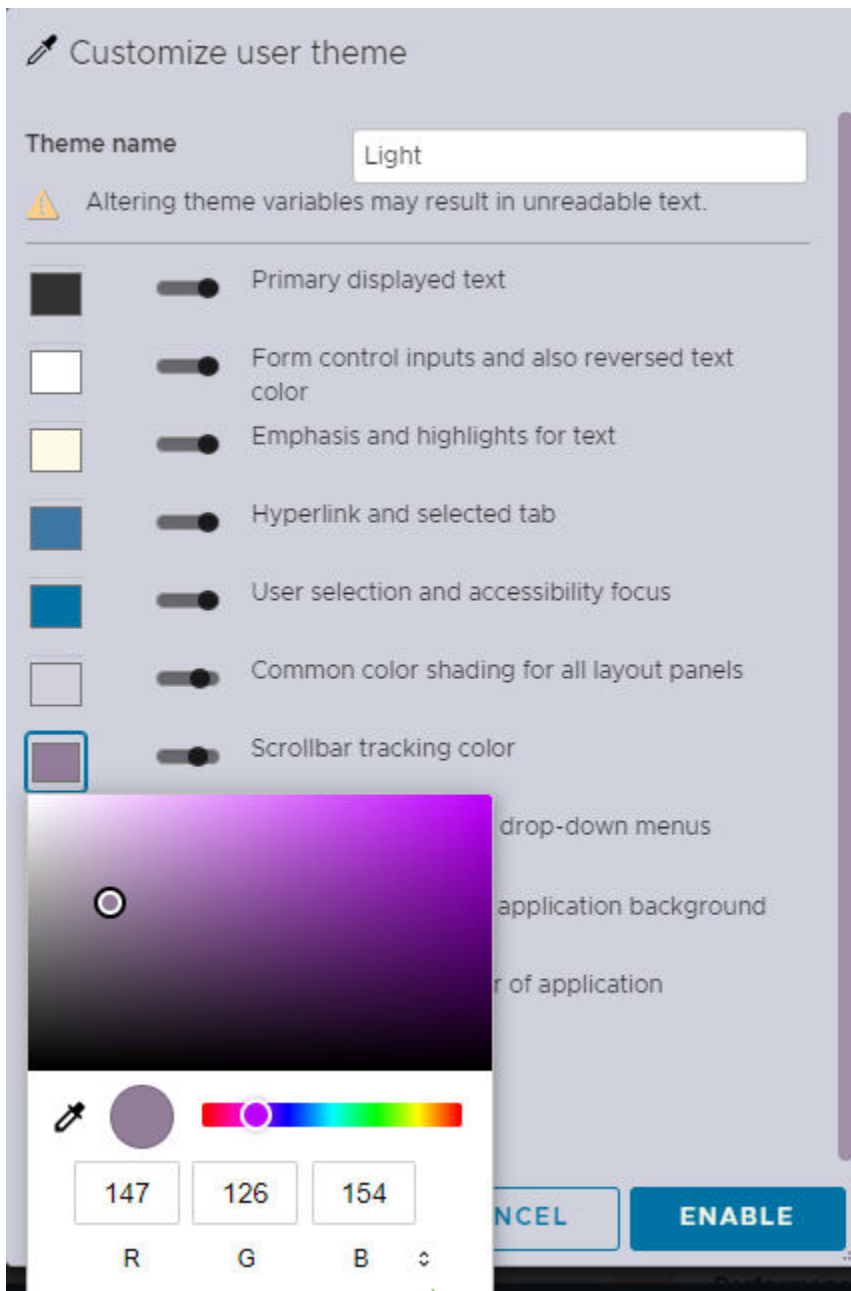 Customize user theme
Theme name
Light
Altering theme variables may result in unreadable text.
Primary displayed text
Form control inputs and also reversed text
color
Emphasis and highlights for text
Hyperlink and selected tab
User selection and accessibility focus
Common color shading for all layout panels
Scrollbar tracking color
drop-down menus
application background
r of application
147 126 154
R G B
NCEL
ENABLE